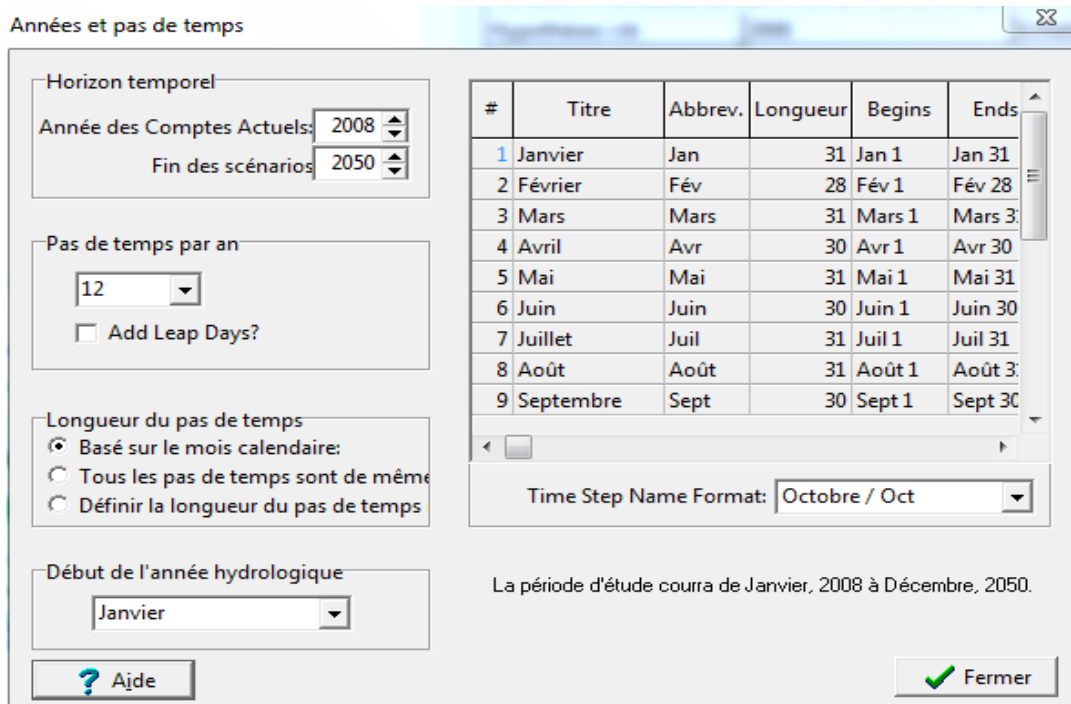 Années et pas de temps
Horizon temporel
Année des Comptes Actuels: 2008
Fin des scénarios 2050
Pas de temps par an
12
Add Leap Days?
Longueur du pas de temps
Basé sur le mois calendaire:
Tous les pas de temps sont de même
Définir la longueur du pas de temps
Début de l'année hydrologique
Janvier
Aide
# Titre Abbrev. Longueur Begins Ends
1 Janvier Jan 31 Jan 1 Jan 31
2 Février Fév 28 Fév 1 Fév 28
3 Mars Mars 31 Mars 1 Mars 3
4 Avril Avr 30 Avr 1 Avr 30
5 Mai Mai 31 Mai 1 Mai 31
6 Juin Juin 30 Juin 1 Juin 30
7 Juillet Juil 31 Juil 1 Juil 31
8 Août Août 31 Août 1 Août 3
9 Septembre Sept 30 Sept 1 Sept 30
Time Step Name Format: Octobre / Oct
La période d'étude courra de Janvier, 2008 à Décembre, 2050.
Fermer